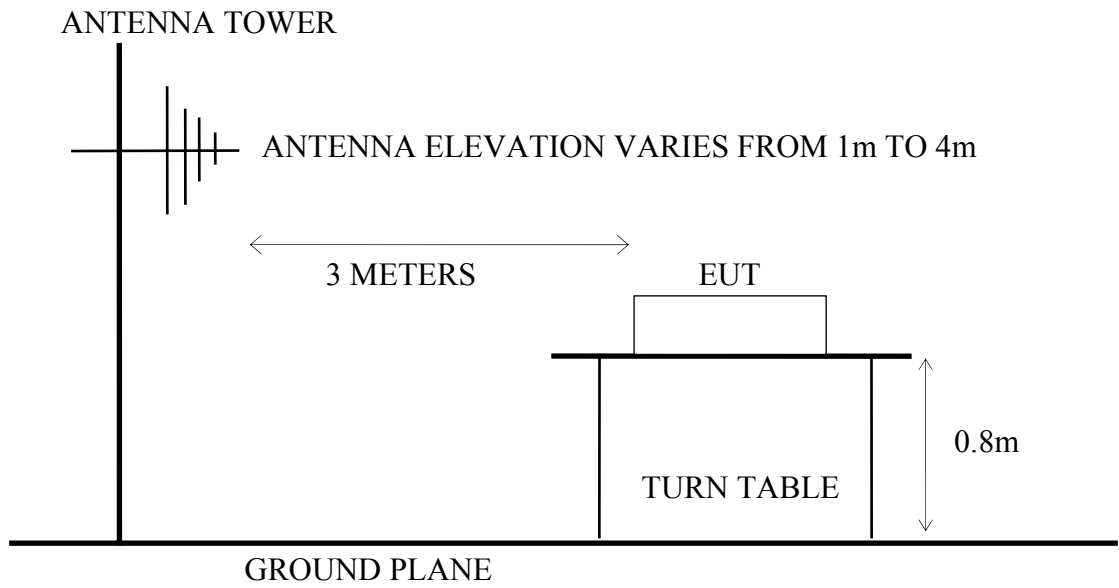 ANTENNA TOWER
ANTENNA ELEVATION VARIES FROM 1m TO 4m
3 METERS
EUT
0.8m
TURN TABLE
GROUND PLANE